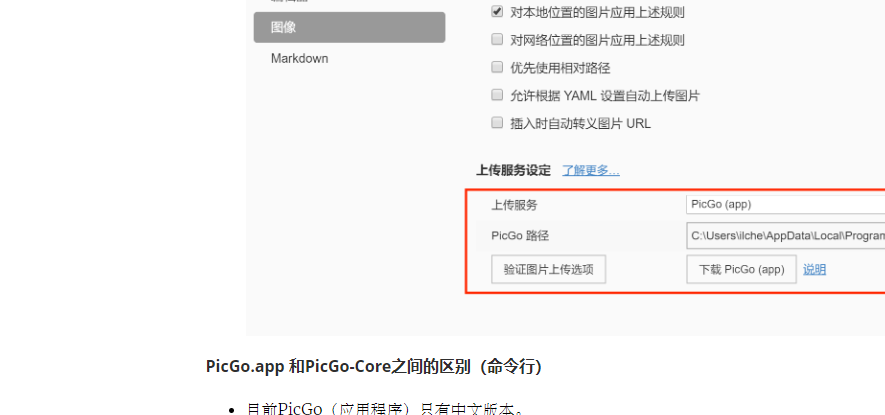 对本地位置的图片应用上述规则
图像
对网络位置的图片应用上述规则
Markdown
优先使用相对路径
允许根据 YAML 设置自动上传图片
插入时自动转义图片 URL
上传服务设定 了解更多...
上传服务 PicGo (app)
PicGo 路径 C:\Users\ilche\AppData\Local\Program
验证图片上传选项 下载 PicGo (app) 说明
PicGo.app 和PicGo-Core之间的区别（命令行）
• 目前PicGo（应用程序）只有中文版本。